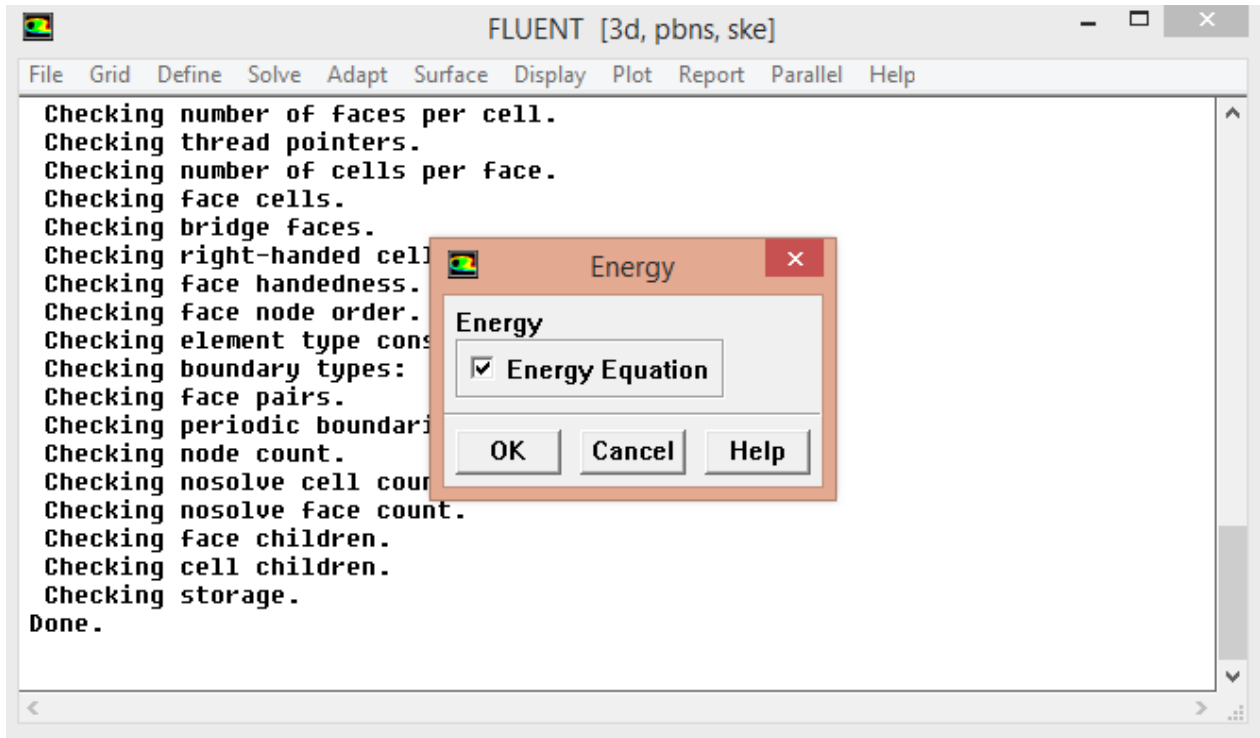 FLUENT [3d, pbns, ske]
File Grid Define Solve Adapt Surface Display Plot Report Parallel Help
Checking number of faces per cell.
Checking thread pointers.
Checking number of cells per face.
Checking face cells.
Checking bridge faces.
Checking right-handed cell
Checking face handedness.
Checking face node order.
Checking element type cons
Checking boundary types:
Checking face pairs.
Checking periodic boundari
Checking node count.
Checking nosolve cell coun
Checking nosolve face count.
Checking face children.
Checking cell children.
Checking storage.
Done.
Energy
Energy
Energy Equation
OK Cancel Help